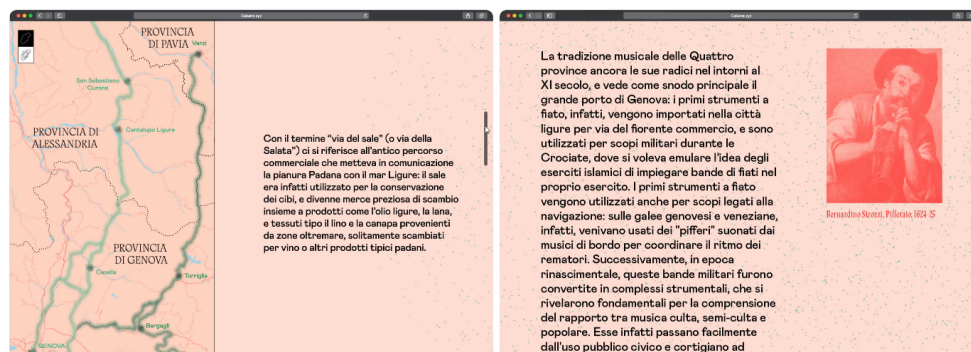 Calanc.xyz
PROVINCIA
DI PAVIA
Varzi
San Sebastiano
Curone
PROVINCIA DI
ALESSANDRIA
Cantalupo Ligure
PROVINCIA
DI GENOVA
Casella
Torriglia
Bargagli
GENOVA
Con il termine “via del sale” (o via della
Salata”) ci si riferisce all’antico percorso
commerciale che metteva in comunicazione
la pianura Padana con il mar Ligure: il sale
era infatti utilizzato per la conservazione
dei cibi, e divenne merce preziosa di scambio
insieme a prodotti come l’olio ligure, la lana,
e tessuti tipo il lino e la canapa provenienti
da zone oltremare, solitamente scambiati
per vino o altri prodotti tipici padani.
Calanc.xyz
La tradizione musicale delle Quattro
province ancora le sue radici nel intorni al
XI secolo, e vede come snodo principale il
grande porto di Genova: i primi strumenti a
fiato, infatti, vengono importati nella città
ligure per via del fiorente commercio, e sono
utilizzati per scopi militari durante le
Crociate, dove si voleva emulare l’idea degli
eserciti islamici di impiegare bande di fiati nel
proprio esercito. I primi strumenti a fiato
vengono utilizzati anche per scopi legati alla
navigazione: sulle galee genovesi e veneziane,
infatti, venivano usati dei "pifferi" suonati dai
musici di bordo per coordinare il ritmo dei
rematori. Successivamente, in epoca
rinascimentale, queste bande militari furono
convertite in complessi strumentali, che si
rivelarono fondamentali per la comprensione
del rapporto tra musica culta, semi-culta e
popolare. Esse infatti passano facilmente
dall’uso pubblico civico e cortigiano ad
Bernardino Strozzi, Pifferaio, 1624-25